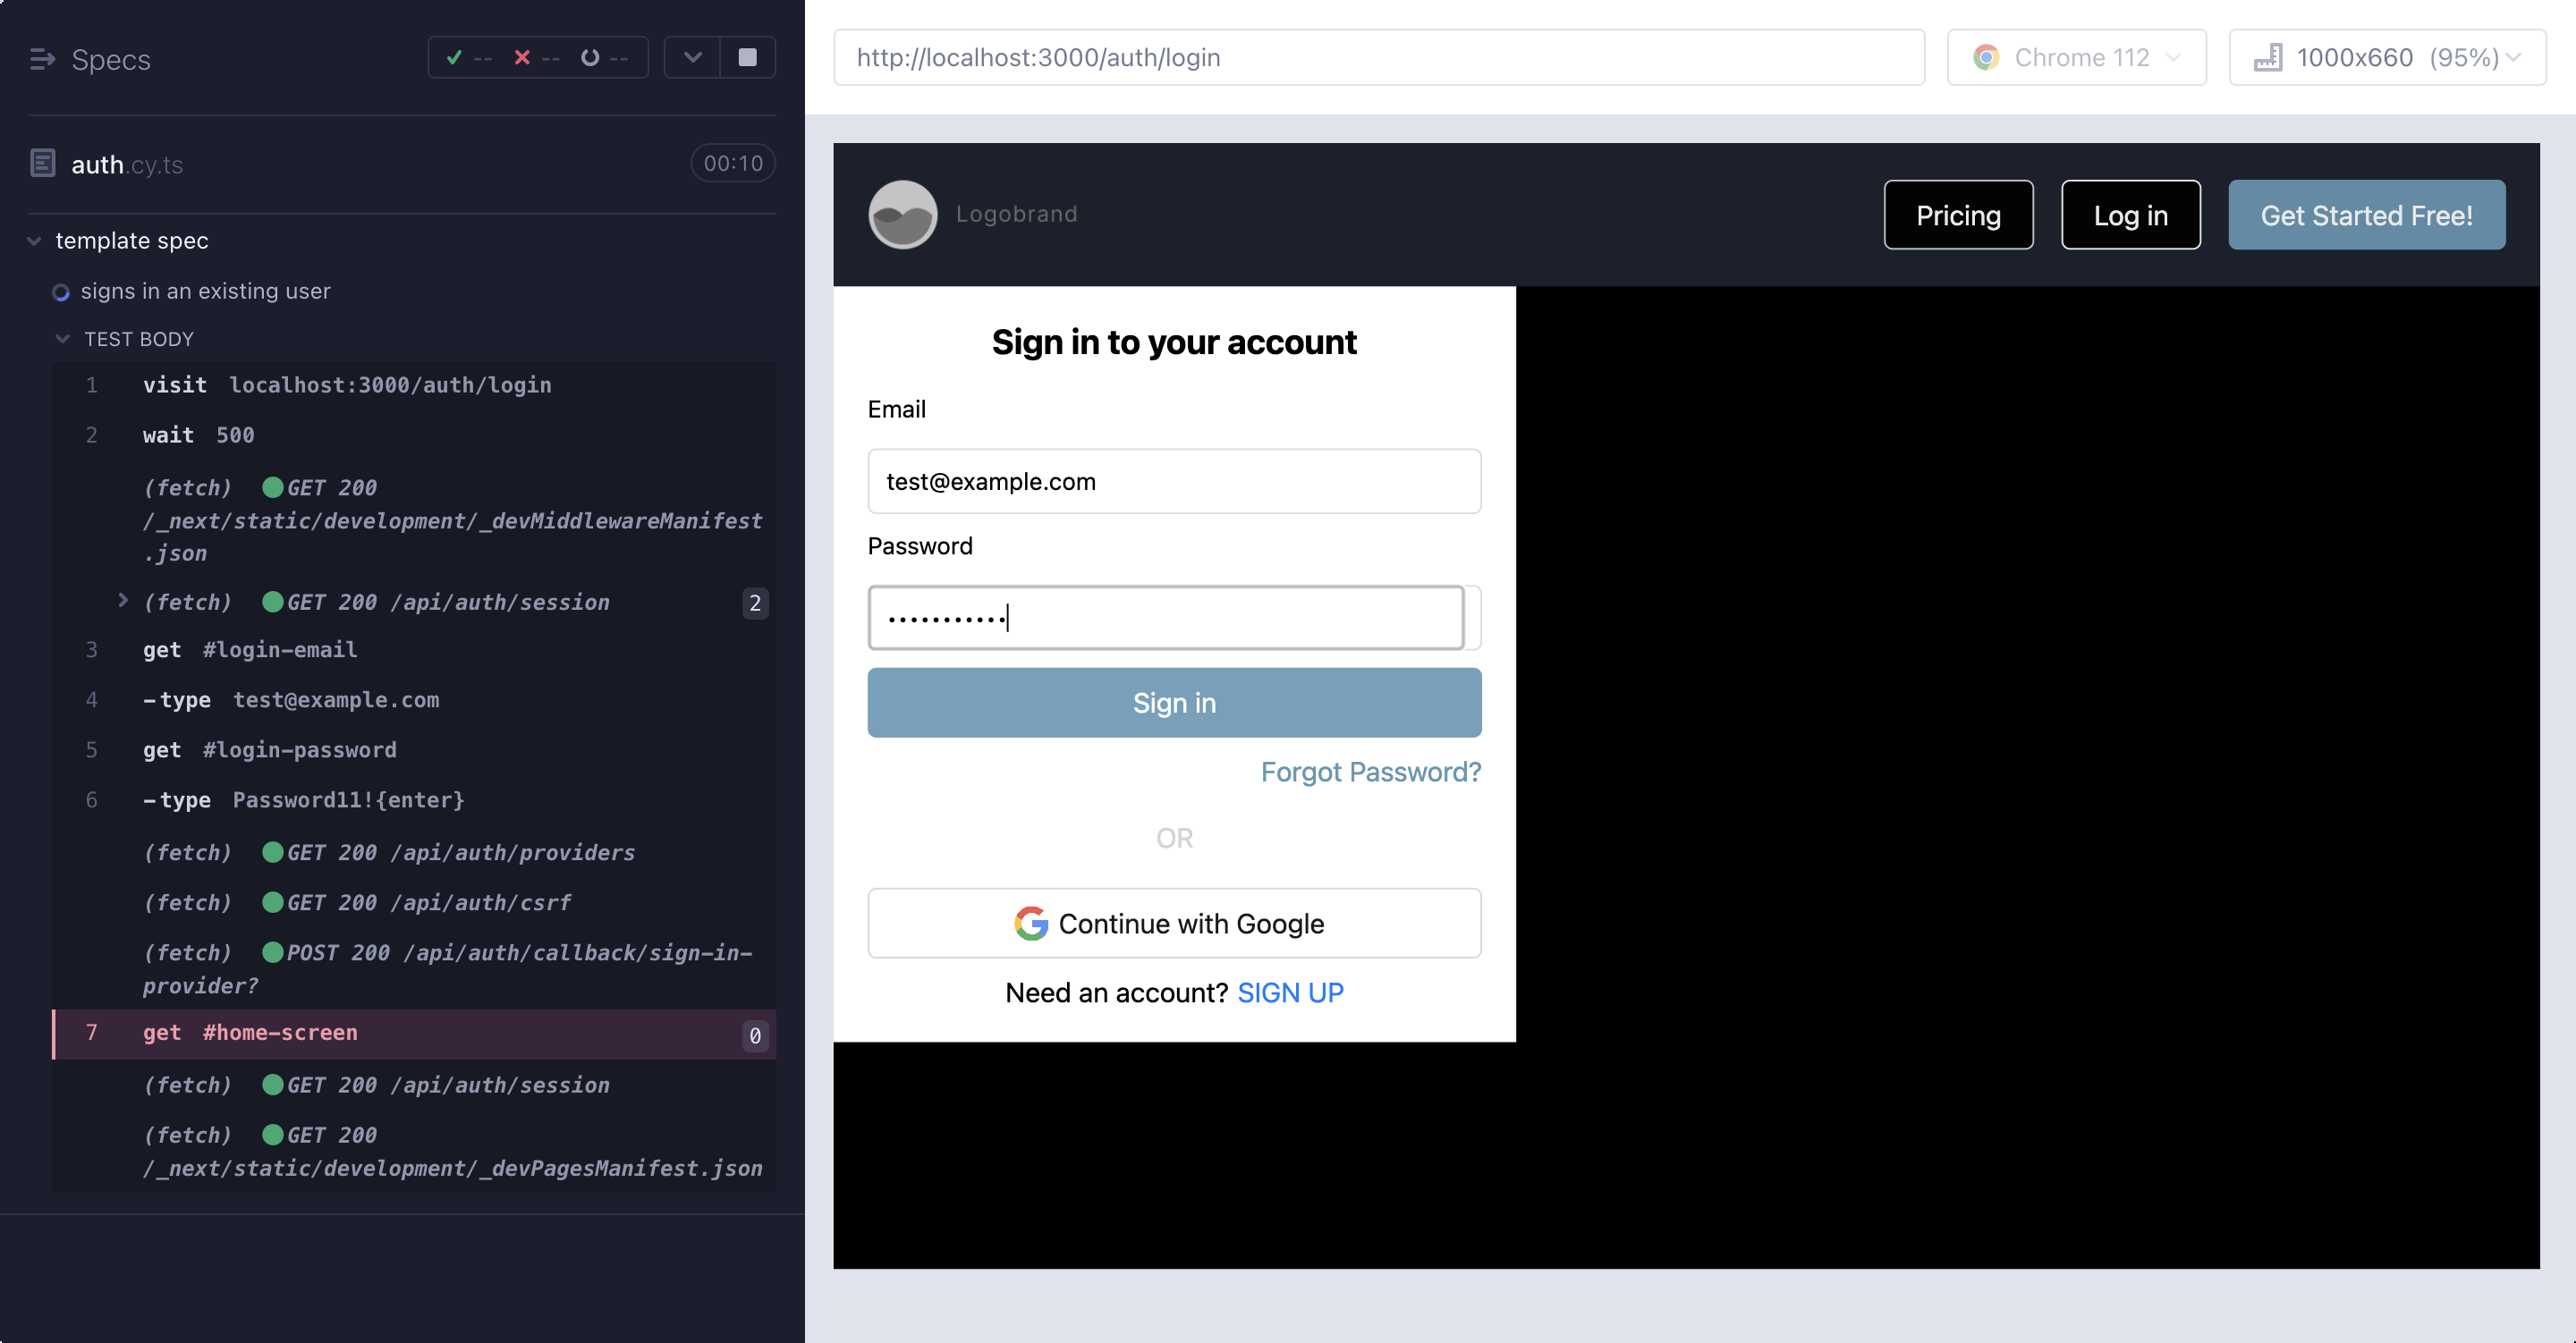 Specs
-- -- --
auth.cy.ts
00:10
template spec
signs in an existing user
TEST BODY
1 visit localhost:3000/auth/login
2 wait 500
(fetch) GET 200
/_next/static/development/_devMiddlewareManifest
.json
(fetch) GET 200 /api/auth/session 2
3 get #login-email
4 -type test@example.com
5 get #login-password
6 -type Password11!{enter}
(fetch) GET 200 /api/auth/providers
(fetch) GET 200 /api/auth/csrf
(fetch) POST 200 /api/auth/callback/sign-in-
provider?
7 get #home-screen 0
(fetch) GET 200 /api/auth/session
(fetch) GET 200
/_next/static/development/_devPagesManifest.json
http://localhost:3000/auth/login
Chrome 112
1000x660 (95%)
Logobrand
Pricing
Log in
Get Started Free!
Sign in to your account
Email
test@example.com
Password
•••••••••••
Sign in
Forgot Password?
OR
Continue with Google
Need an account? SIGN UP